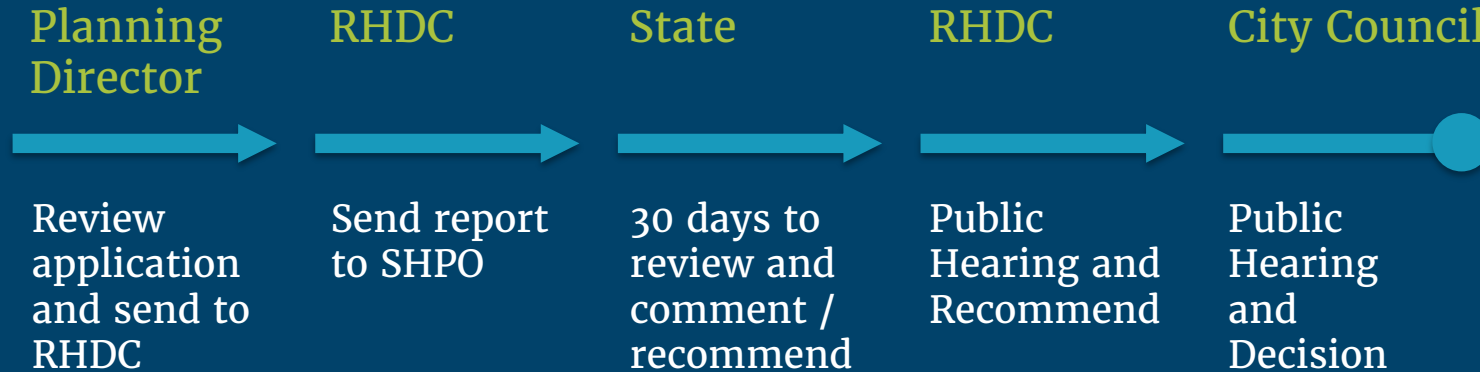 Planning
Director
RHDC
State
RHDC
City Council
Review
application
and send to
RHDC
Send report
to SHPO
30 days to
review and
comment /
recommend
Public
Hearing and
Recommend
Public
Hearing
and
Decision